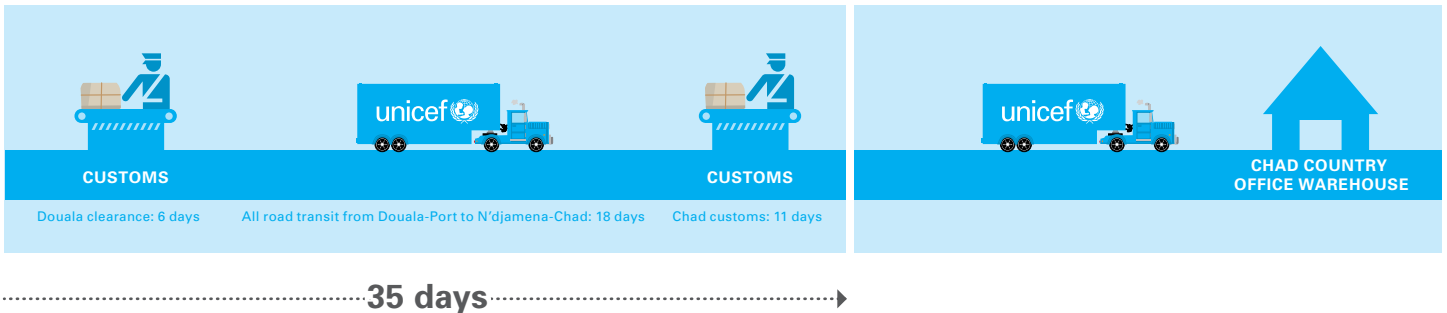 unicef
unicef
CUSTOMS
CUSTOMS
CHAD COUNTRY
OFFICE WAREHOUSE
Douala clearance: 6 days
All road transit from Douala-Port to N’djamena-Chad: 18 days
Chad customs: 11 days
35 days